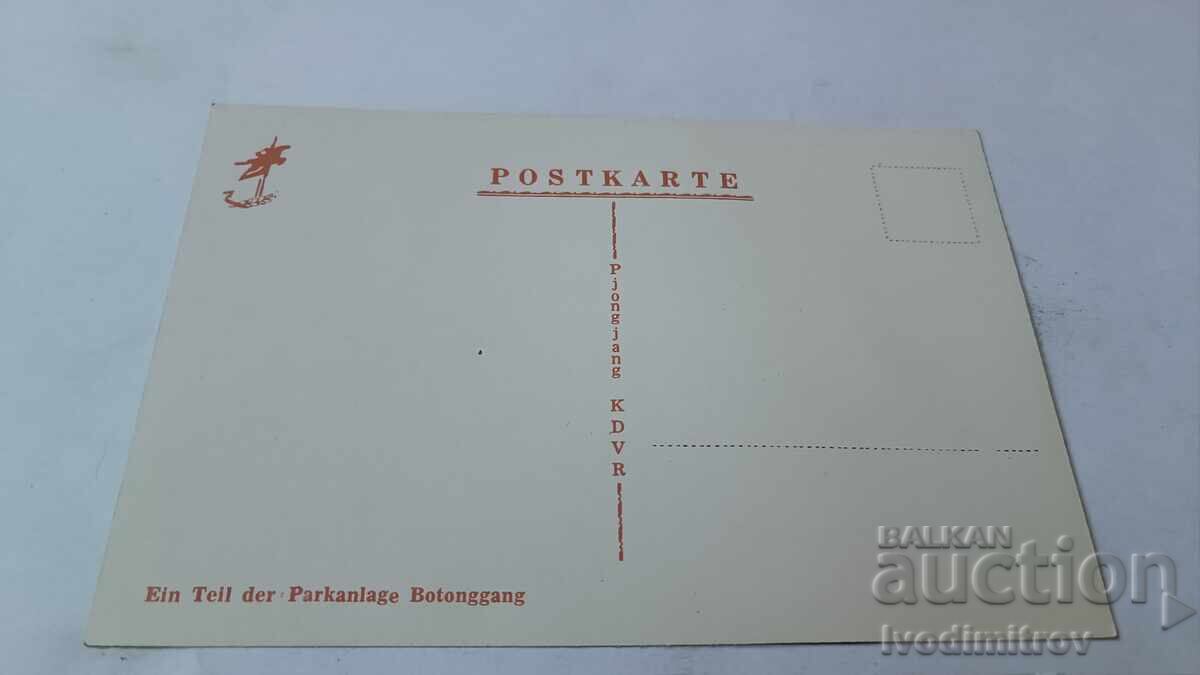 POSTKARTE
Pjongjang KDVR
Ein Teil der Parkanlage Botonggang
BALKAN
auction
Ivodimitrov